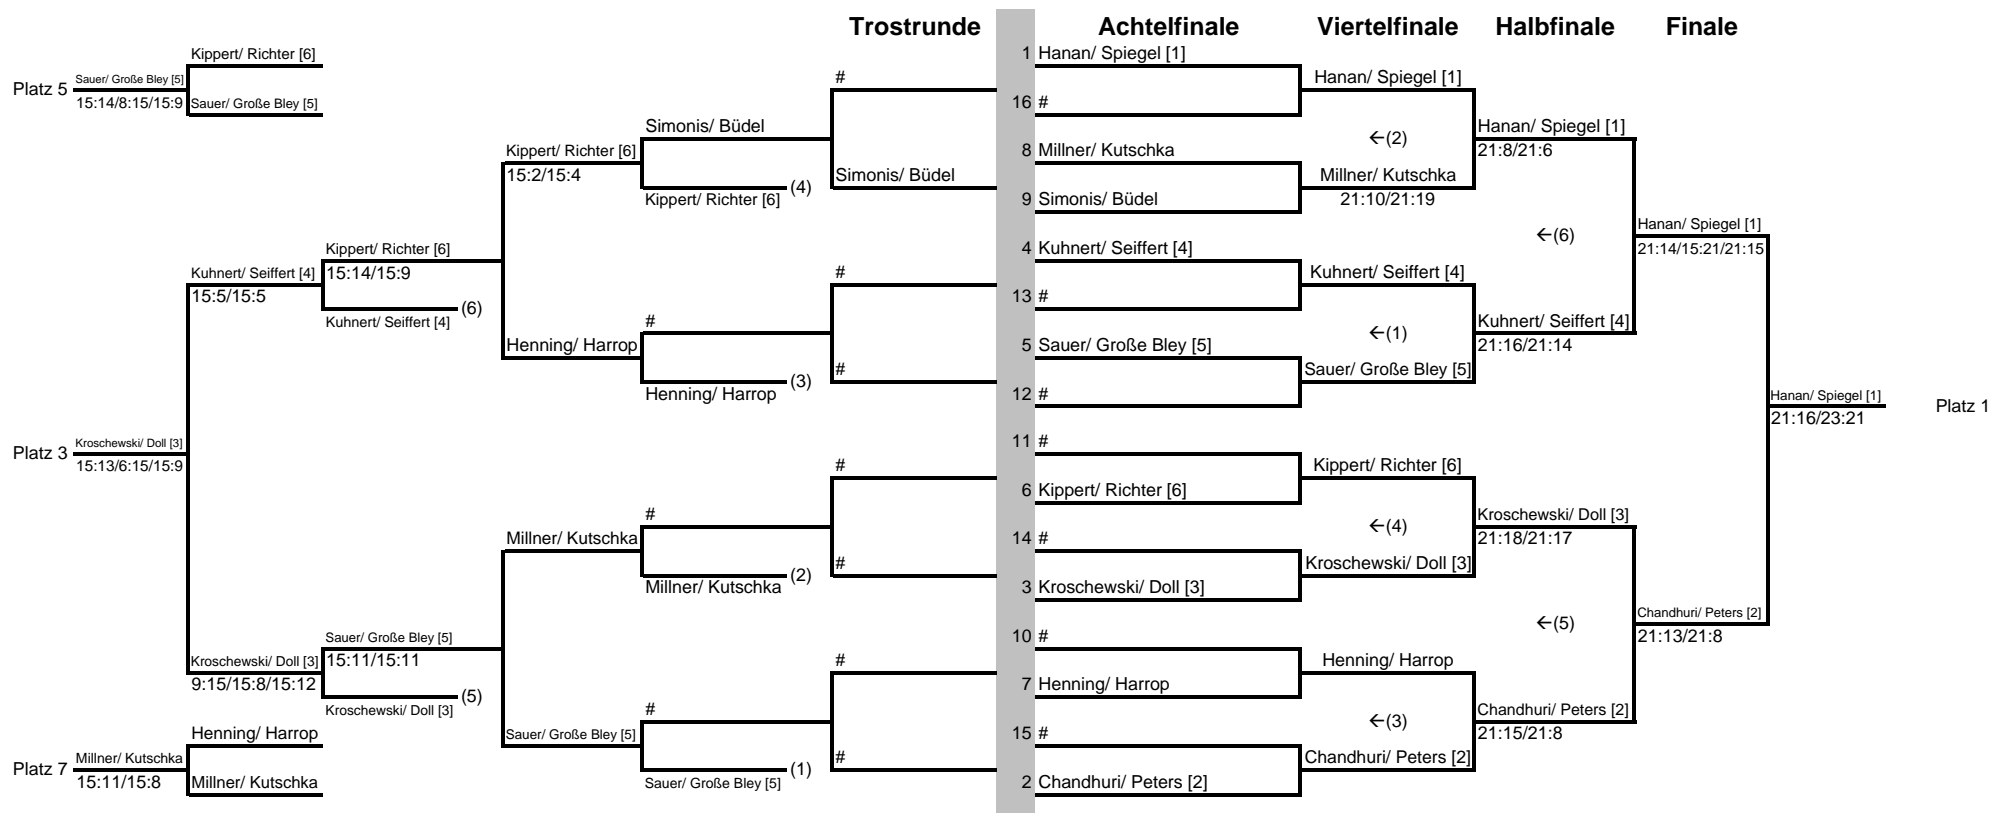 Trostrunde
Achtelfinale
Viertelfinale
Halbfinale
Finale
Kippert/ Richter [6]
Platz 5
Sauer/ Große Bley [5]
15:14/8:15/15:9
Sauer/ Große Bley [5]
Simonis/ Büdel
Kippert/ Richter [6]
15:2/15:4
(4)
Kippert/ Richter [6]
Kippert/ Richter [6]
15:14/15:9
Kuhnert/ Seiffert [4]
15:5/15:5
(6)
Kuhnert/ Seiffert [4]
#
Henning/ Harrop
(3)
Henning/ Harrop
Platz 3
Kroschewski/ Doll [3]
15:13/6:15/15:9
#
Millner/ Kutschka
(2)
Millner/ Kutschka
Sauer/ Große Bley [5]
15:11/15:11
Kroschewski/ Doll [3]
9:15/15:8/15:12
(5)
Kroschewski/ Doll [3]
#
Sauer/ Große Bley [5]
(1)
Sauer/ Große Bley [5]
Henning/ Harrop
Platz 7
Millner/ Kutschka
15:11/15:8
Millner/ Kutschka
#
Simonis/ Büdel
#
#
#
#
#
#
1 Hanan/ Spiegel [1]
16 #
8 Millner/ Kutschka
9 Simonis/ Büdel
4 Kuhnert/ Seiffert [4]
13 #
5 Sauer/ Große Bley [5]
12 #
11 #
6 Kippert/ Richter [6]
14 #
3 Kroschewski/ Doll [3]
10 #
7 Henning/ Harrop
15 #
2 Chandhuri/ Peters [2]
Hanan/ Spiegel [1]
←(2)
Millner/ Kutschka
21:10/21:19
Kuhnert/ Seiffert [4]
←(1)
Sauer/ Große Bley [5]
Kippert/ Richter [6]
←(4)
Kroschewski/ Doll [3]
Henning/ Harrop
←(3)
Chandhuri/ Peters [2]
Hanan/ Spiegel [1]
21:8/21:6
←(6)
Kuhnert/ Seiffert [4]
21:16/21:14
Kroschewski/ Doll [3]
21:18/21:17
←(5)
Chandhuri/ Peters [2]
21:15/21:8
Hanan/ Spiegel [1]
21:14/15:21/21:15
Chandhuri/ Peters [2]
21:13/21:8
Hanan/ Spiegel [1]
21:16/23:21
Platz 1